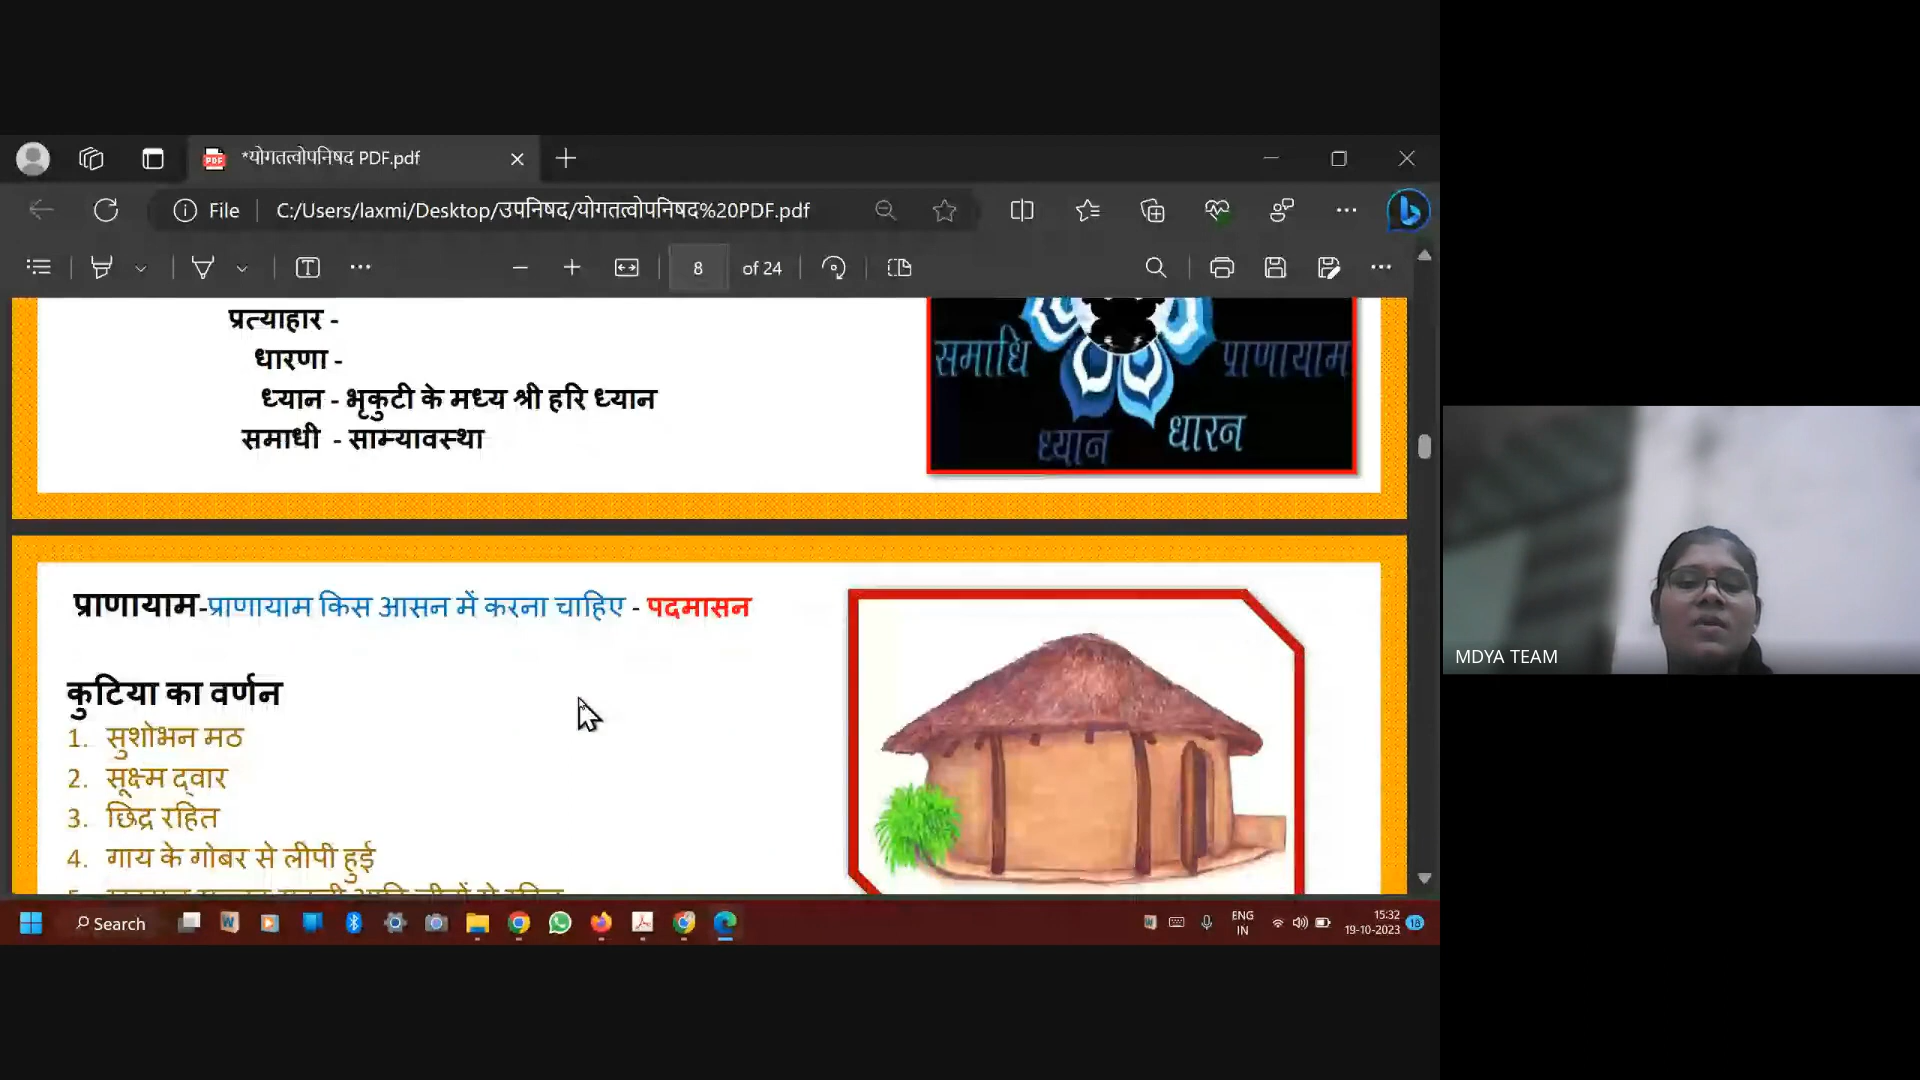 *योगतत्वोपनिषद PDF.pdf
File
C:/Users/laxmi/Desktop/उपनिषद/योगतत्वोपनिषद%20PDF.pdf
8 of 24
प्रत्याहार -
धारणा -
ध्यान - भृकुटी के मध्य श्री हरि ध्यान
समाधी - साम्यावस्था
समाधि
प्राणायाम
ध्यान
धारन
प्राणायाम-प्राणायाम किस आसन में करना चाहिए - पदमासन
कुटिया का वर्णन
1. सुशोभन मठ
2. सूक्ष्म द्वार
3. छिद्र रहित
4. गाय के गोबर से लीपी हुई
MDYA TEAM
Search
ENG
IN
15:32
19-10-2023